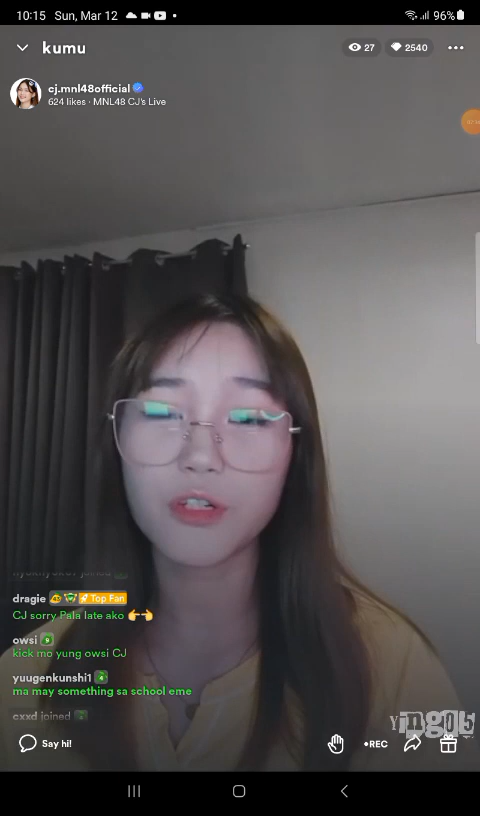 10:15 Sun, Mar 12 96%
kumu 27 2540
cj.mnl48official
624 likes · MNL48 CJ's Live
dragie Top Fan
CJ sorry Pala late ako
owsi 9
kick mo yung owsi CJ
yuugenkunshi1 4
ma may something sa school eme
cxxd joined
Say hi! •REC